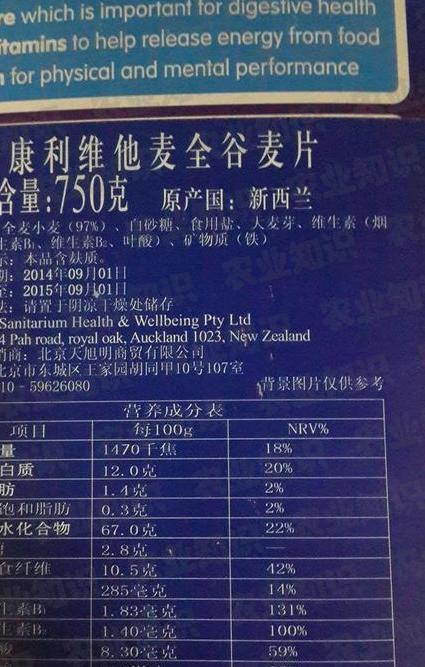 re which is important for digestive health
itamins to help release energy from food
n for physical and mental performance
康利维他麦全谷麦片
含量:750克 原产国：新西兰
全麦小麦（97%）、白砂糖、食用盐、大麦芽、维生素（烟
生素B₁、维生素B₂、叶酸）、矿物质（铁）
示：本品含麸质。
期：2014年09月01日
至：2015年09月01日
法：请置于阴凉干燥处储存
Sanitarium Health & Wellbeing Pty Ltd
4 Pah road, royal oak, Auckland 1023, New Zealand
销商：北京天旭明商贸有限公司
北京市东城区王家园胡同甲10号107室
10－59626080 背景图片仅供参考
营养成分表
项目 每100g NRV%
量 1470千焦 18%
白质 12.0克 20%
肪 1.4克 2%
饱和脂肪 0.3克 2%
水化合物 67.0克 22%
2.8克 —
食纤维 10.5克 42%
285毫克 14%
生素B₁ 1.83毫克 131%
生素B₂ 1.40毫克 100%
8.30毫克 59%